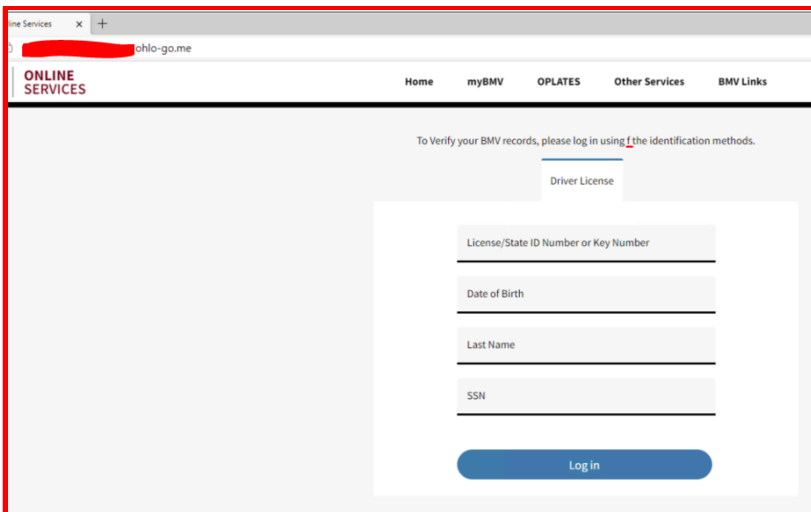 line Services × +
ohlo-go.me
ONLINE
SERVICES
Home myBMV OPLATES Other Services BMV Links
To Verify your BMV records, please log in using f the identification methods.
Driver License
License/State ID Number or Key Number
Date of Birth
Last Name
SSN
Log in